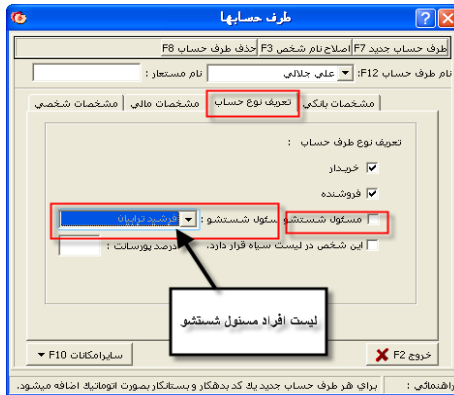 طرف حسابها
طرف حساب جدید F7 اصلاح نام شخص F3 حذف طرف حساب F8
نام طرف حساب F12: علی جلالی نام مستعار :
مشخصات بانکی تعریف نوع حساب مشخصات مالی مشخصات شخصی
تعریف نوع طرف حساب :
خریدار
فروشنده
مسئول شستشو سئول شستشو : فرشید ترابیان
این شخص در لیست سیاه قرار دارد. درصد پورسانت :
لیست افراد مسئول شستشو
خروج F2 سایرامکانات F10
راهنمائی : برای هر طرف حساب جدید یك کد بدهکار و بستانکار بصورت اتوماتیك اضافه میشود.